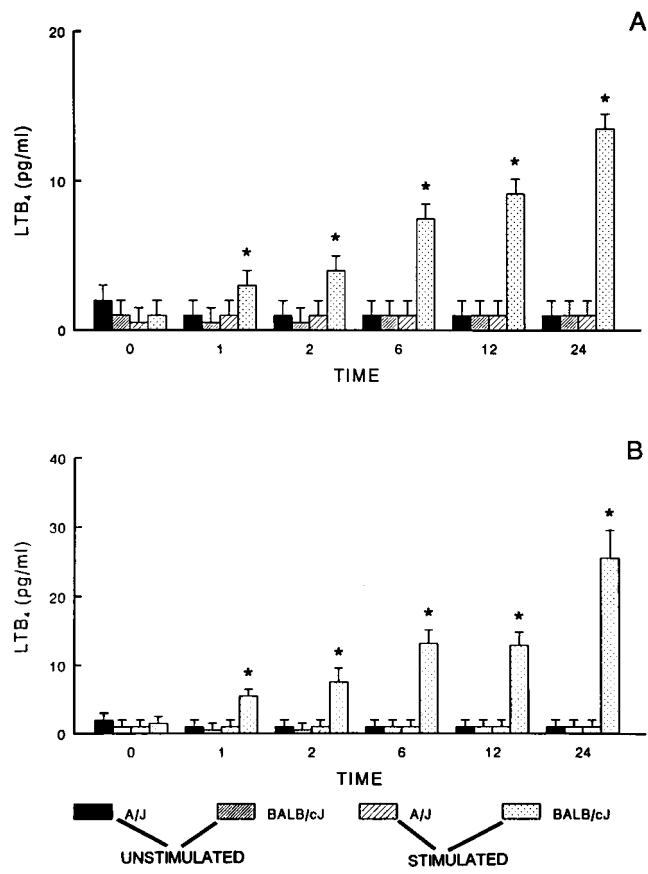 A
20
10
0
LTB₄ (pg/ml)
*
*
*
*
*
0 1 2 6 12 24
TIME
B
40
30
20
10
0
LTB₄ (pg/ml)
*
*
*
*
*
0 1 2 6 12 24
TIME
A/J BALB/cJ A/J BALB/cJ
UNSTIMULATED STIMULATED